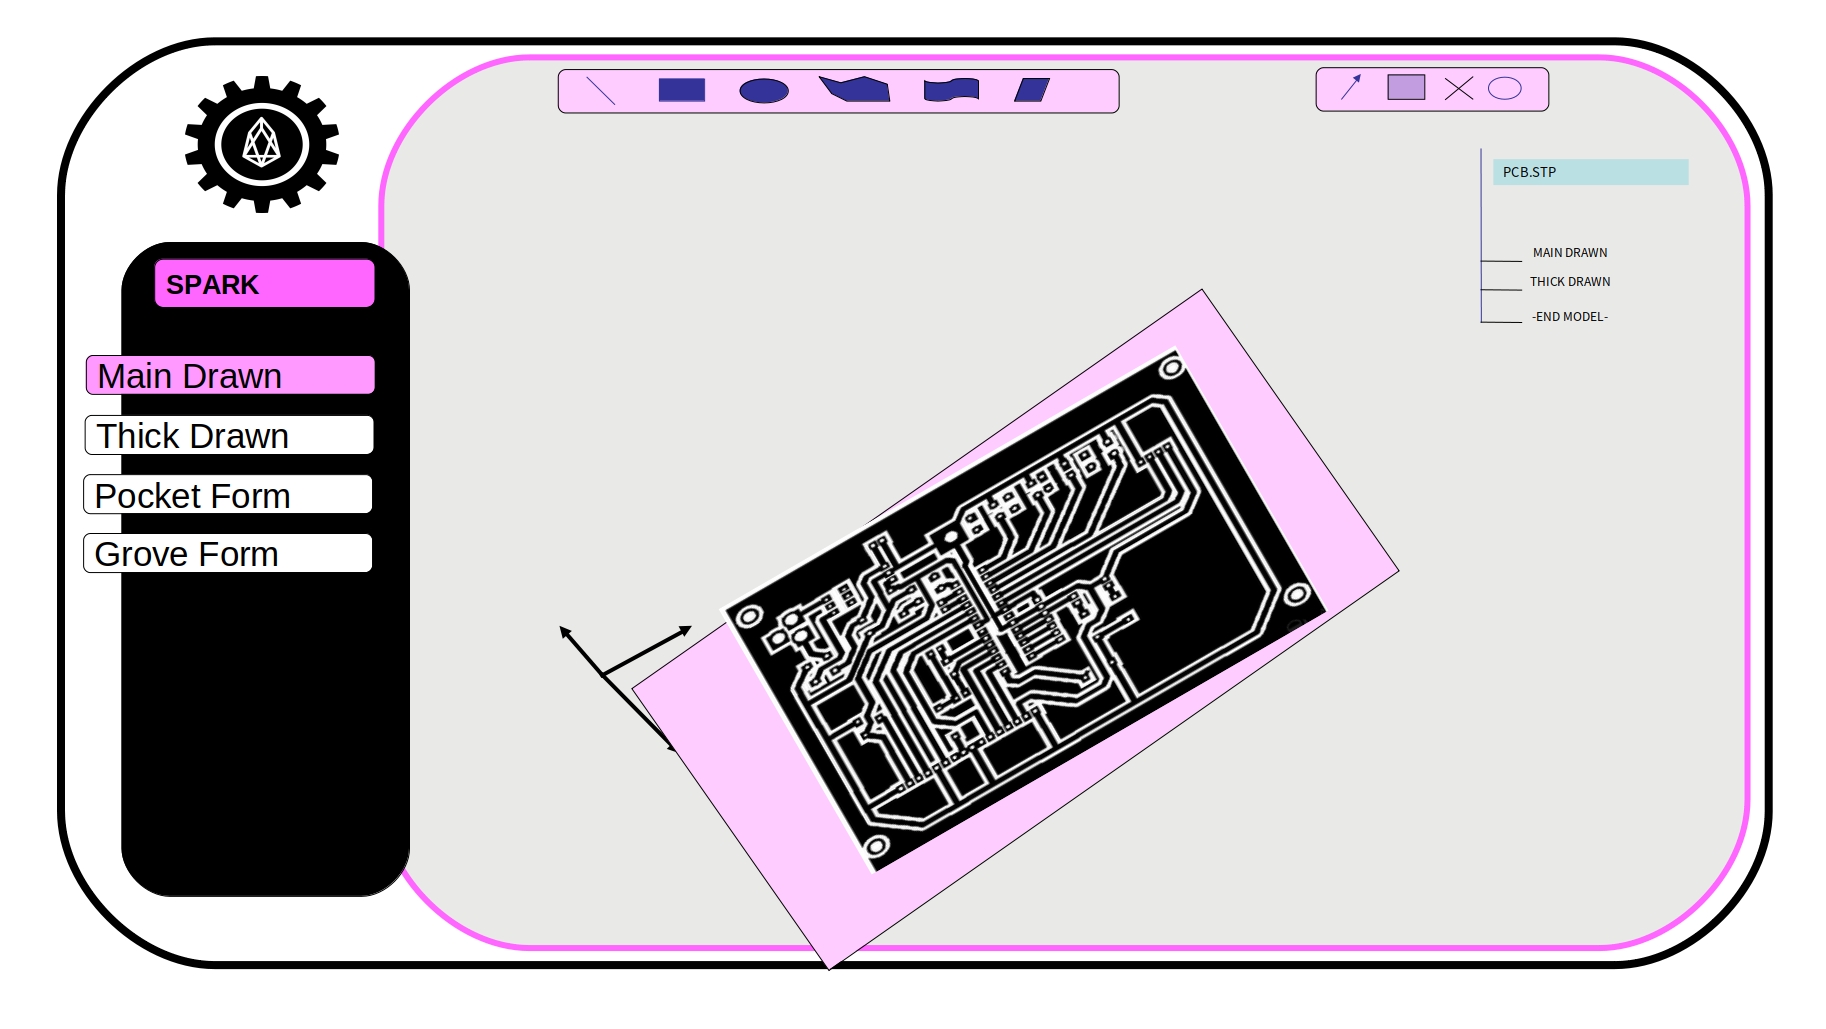 SPARK
Main Drawn
Thick Drawn
Pocket Form
Grove Form
PCB.STP
MAIN DRAWN
THICK DRAWN
-END MODEL-